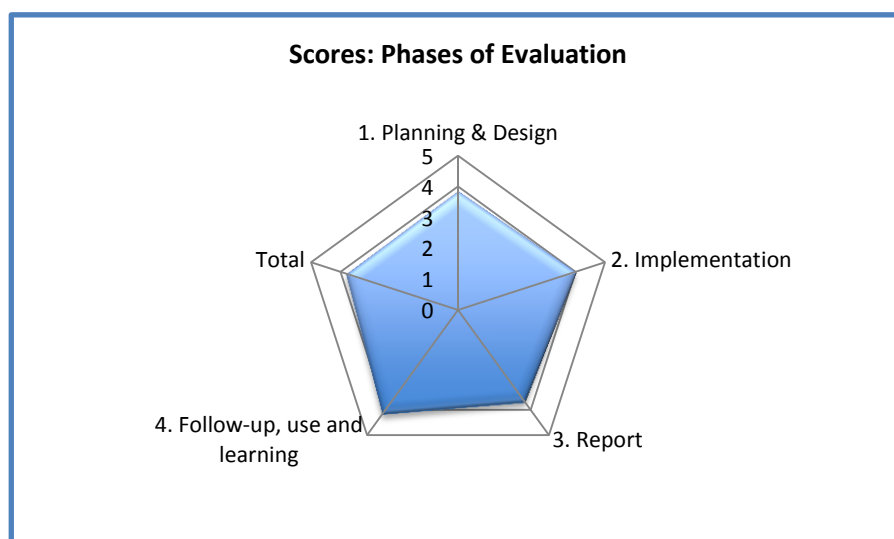 Scores: Phases of Evaluation
1. Planning & Design
5
4
3
2
1
0
Total
2. Implementation
4. Follow-up, use and
learning
3. Report